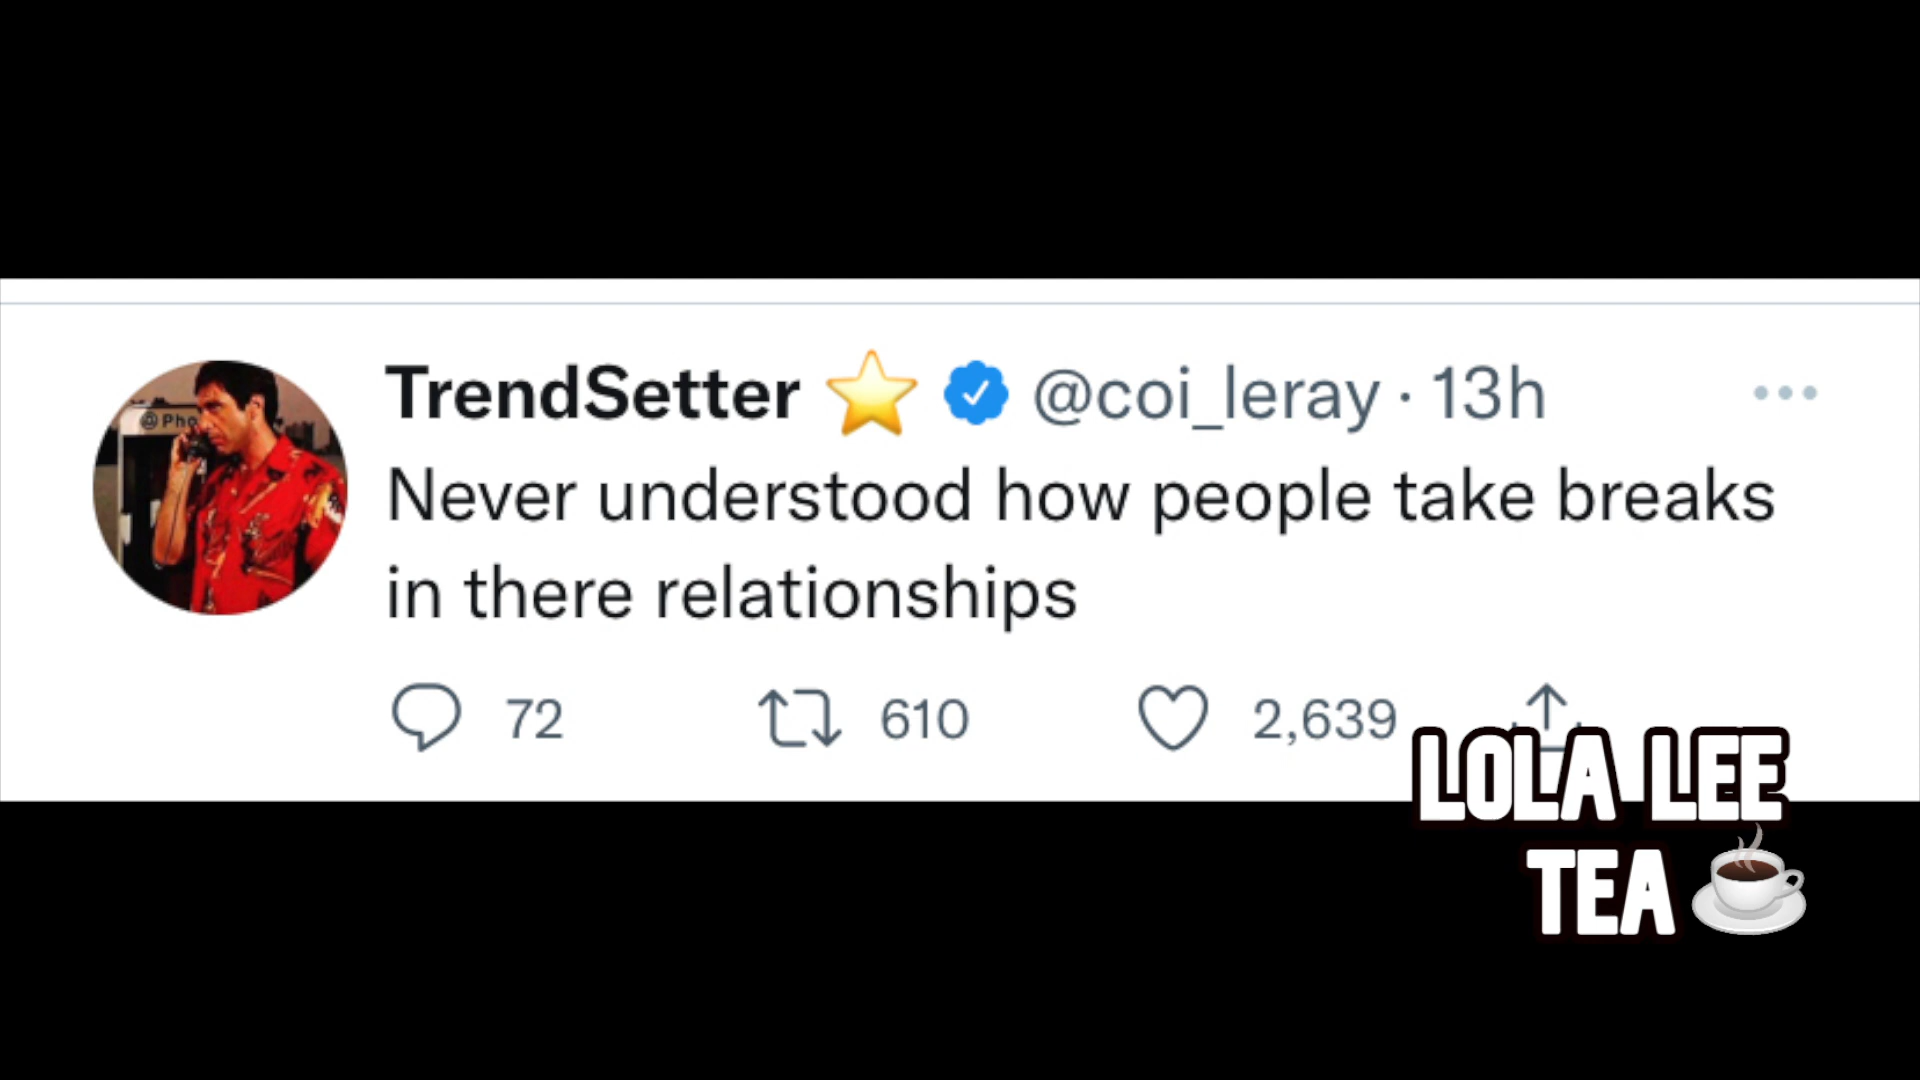 TrendSetter ⭐ @coi_leray · 13h
@ Pho
Never understood how people take breaks
in there relationships
72 610 2,639
LOLA LEE
TEA ☕